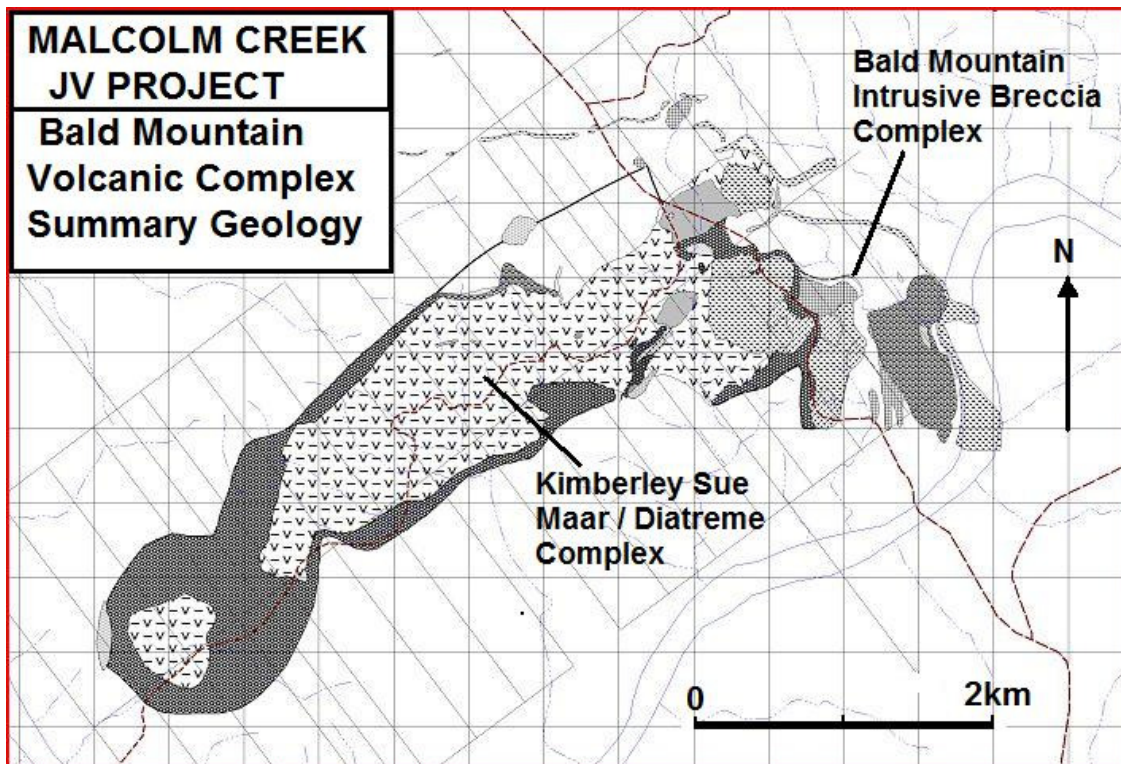 MALCOLM CREEK
JV PROJECT
Bald Mountain
Volcanic Complex
Summary Geology
Bald Mountain
Intrusive Breccia
Complex
N
Kimberley Sue
Maar / Diatreme
Complex
0 2km